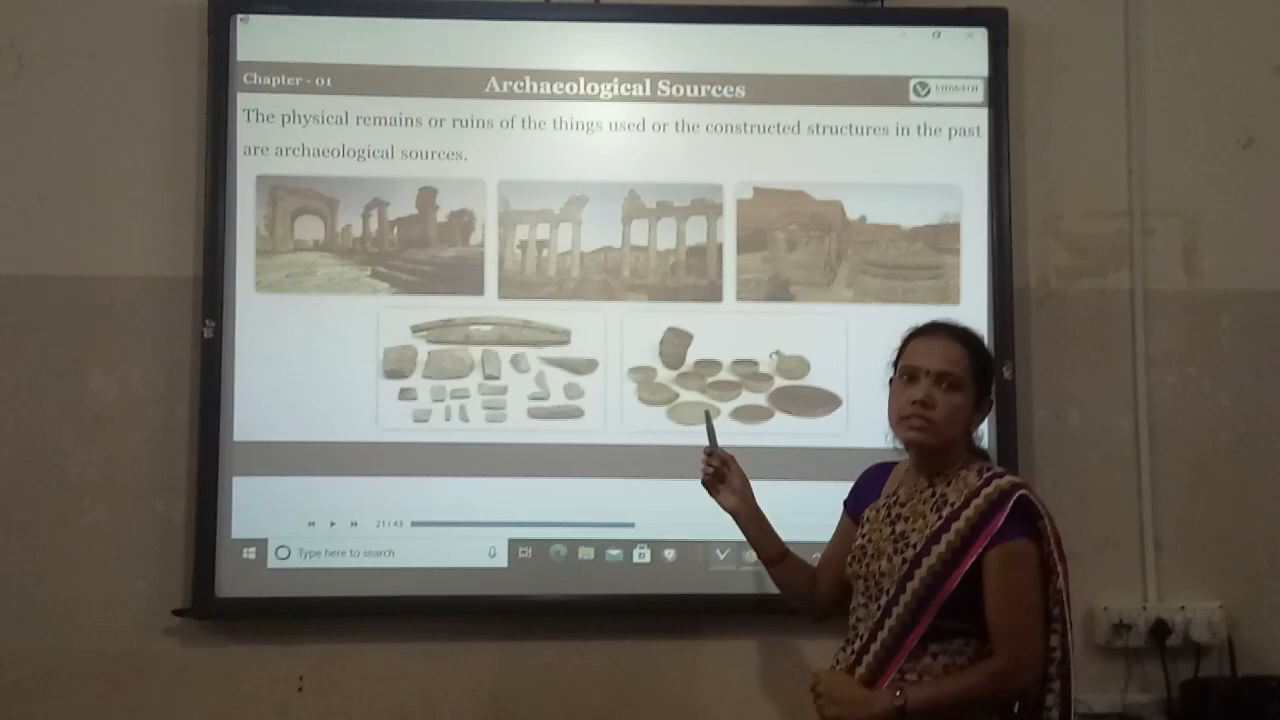 Chapter - 01
Archaeological Sources
VIDWATH
The physical remains or ruins of the things used or the constructed structures in the past
are archaeological sources.
21 / 43
Type here to search